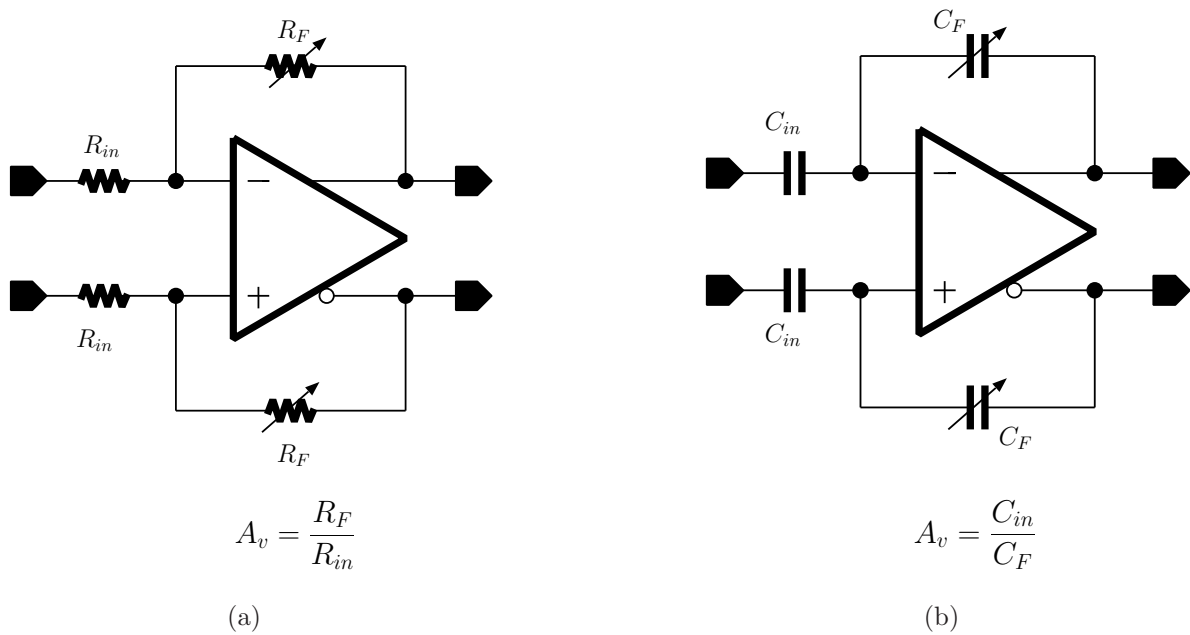 R_F
R_in
−
+
R_in
R_F
A_v = R_F / R_in
(a)
C_F
C_in
−
+
C_in
C_F
A_v = C_in / C_F
(b)